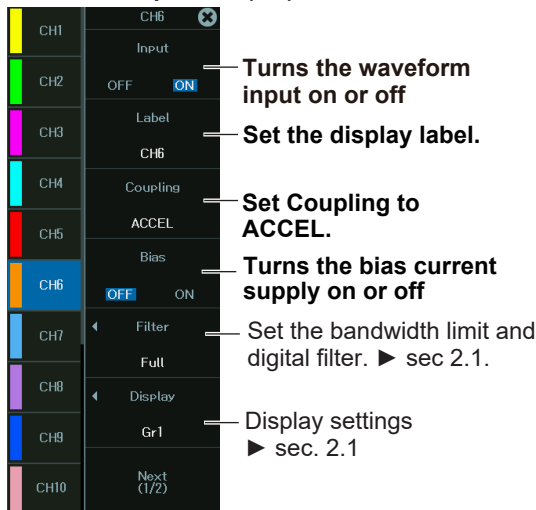 CH1
CH2
CH3
CH4
CH5
CH6
CH7
CH8
CH9
CH10
CH6
Input
OFF ON
Label
CH6
Coupling
ACCEL
Bias
OFF ON
Filter
Full
Display
Gr1
Next
(1/2)
Turns the waveform
input on or off
Set the display label.
Set Coupling to
ACCEL.
Turns the bias current
supply on or off
Set the bandwidth limit and
digital filter. ► sec 2.1.
Display settings
► sec. 2.1